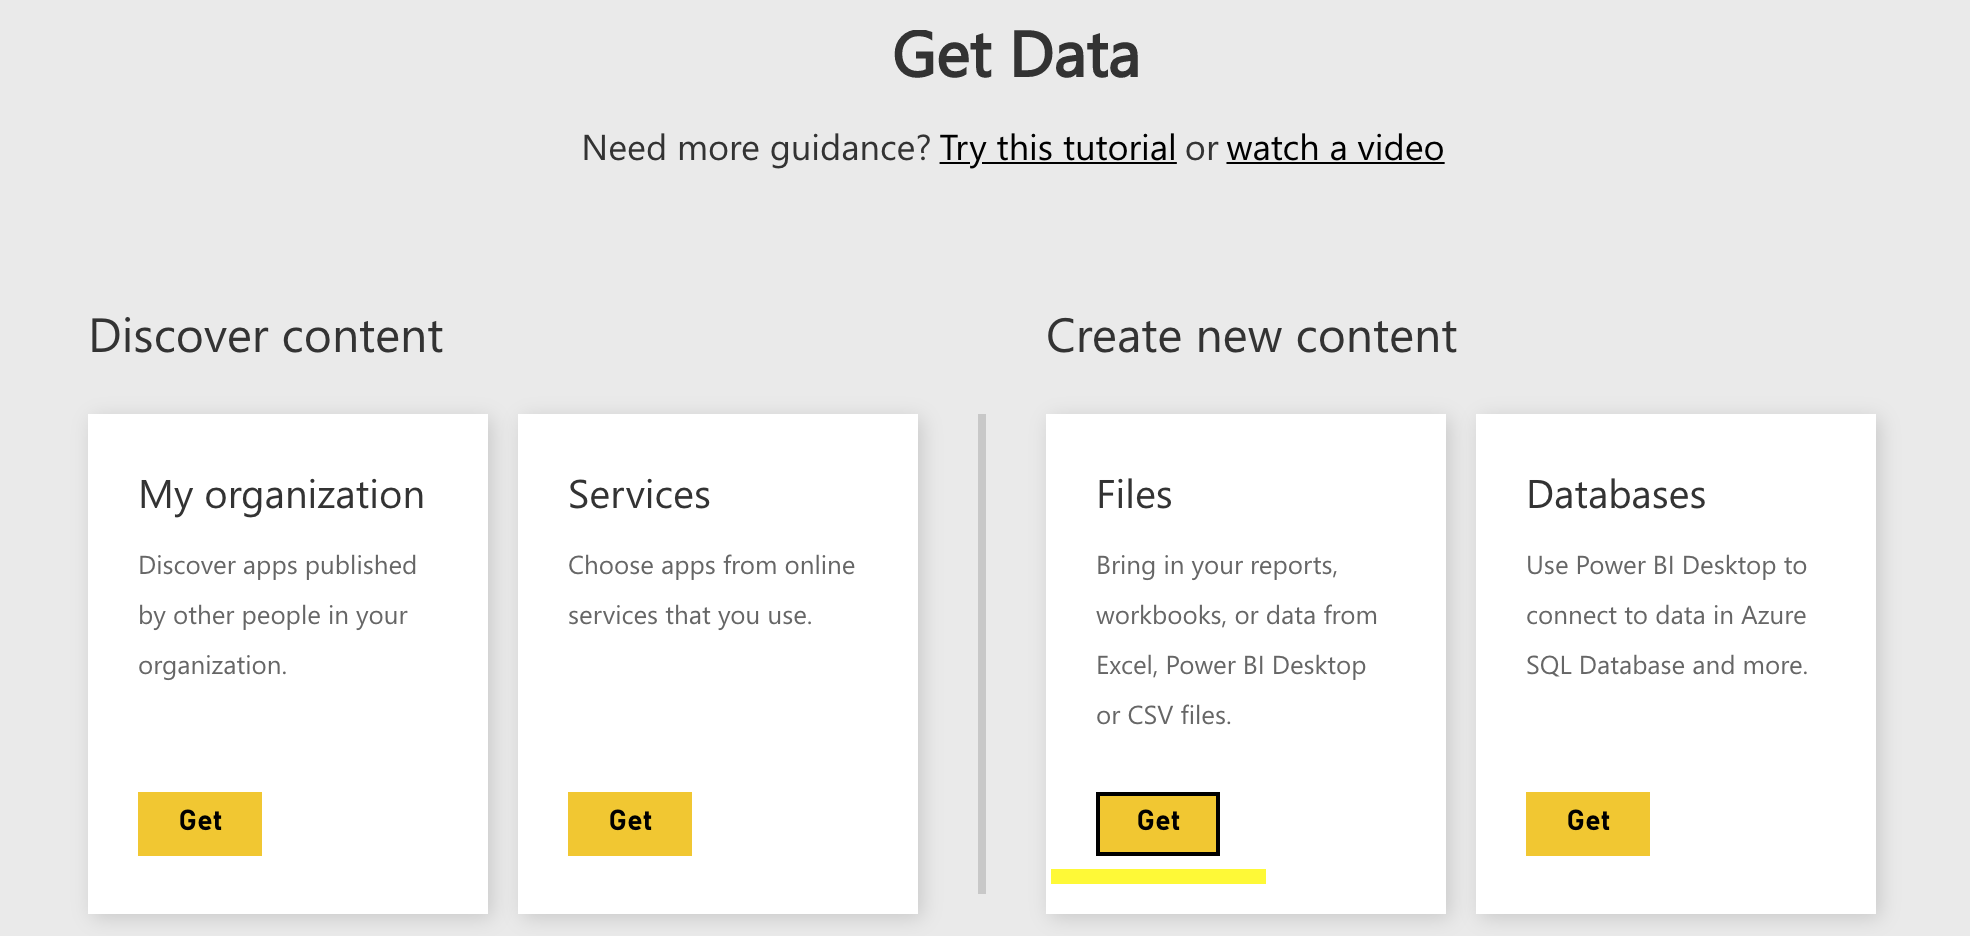 Get Data
Need more guidance? Try this tutorial or watch a video
Discover content
My organization
Discover apps published
by other people in your
organization.
Get
Services
Choose apps from online
services that you use.
Get
Create new content
Files
Bring in your reports,
workbooks, or data from
Excel, Power BI Desktop
or CSV files.
Get
Databases
Use Power BI Desktop to
connect to data in Azure
SQL Database and more.
Get